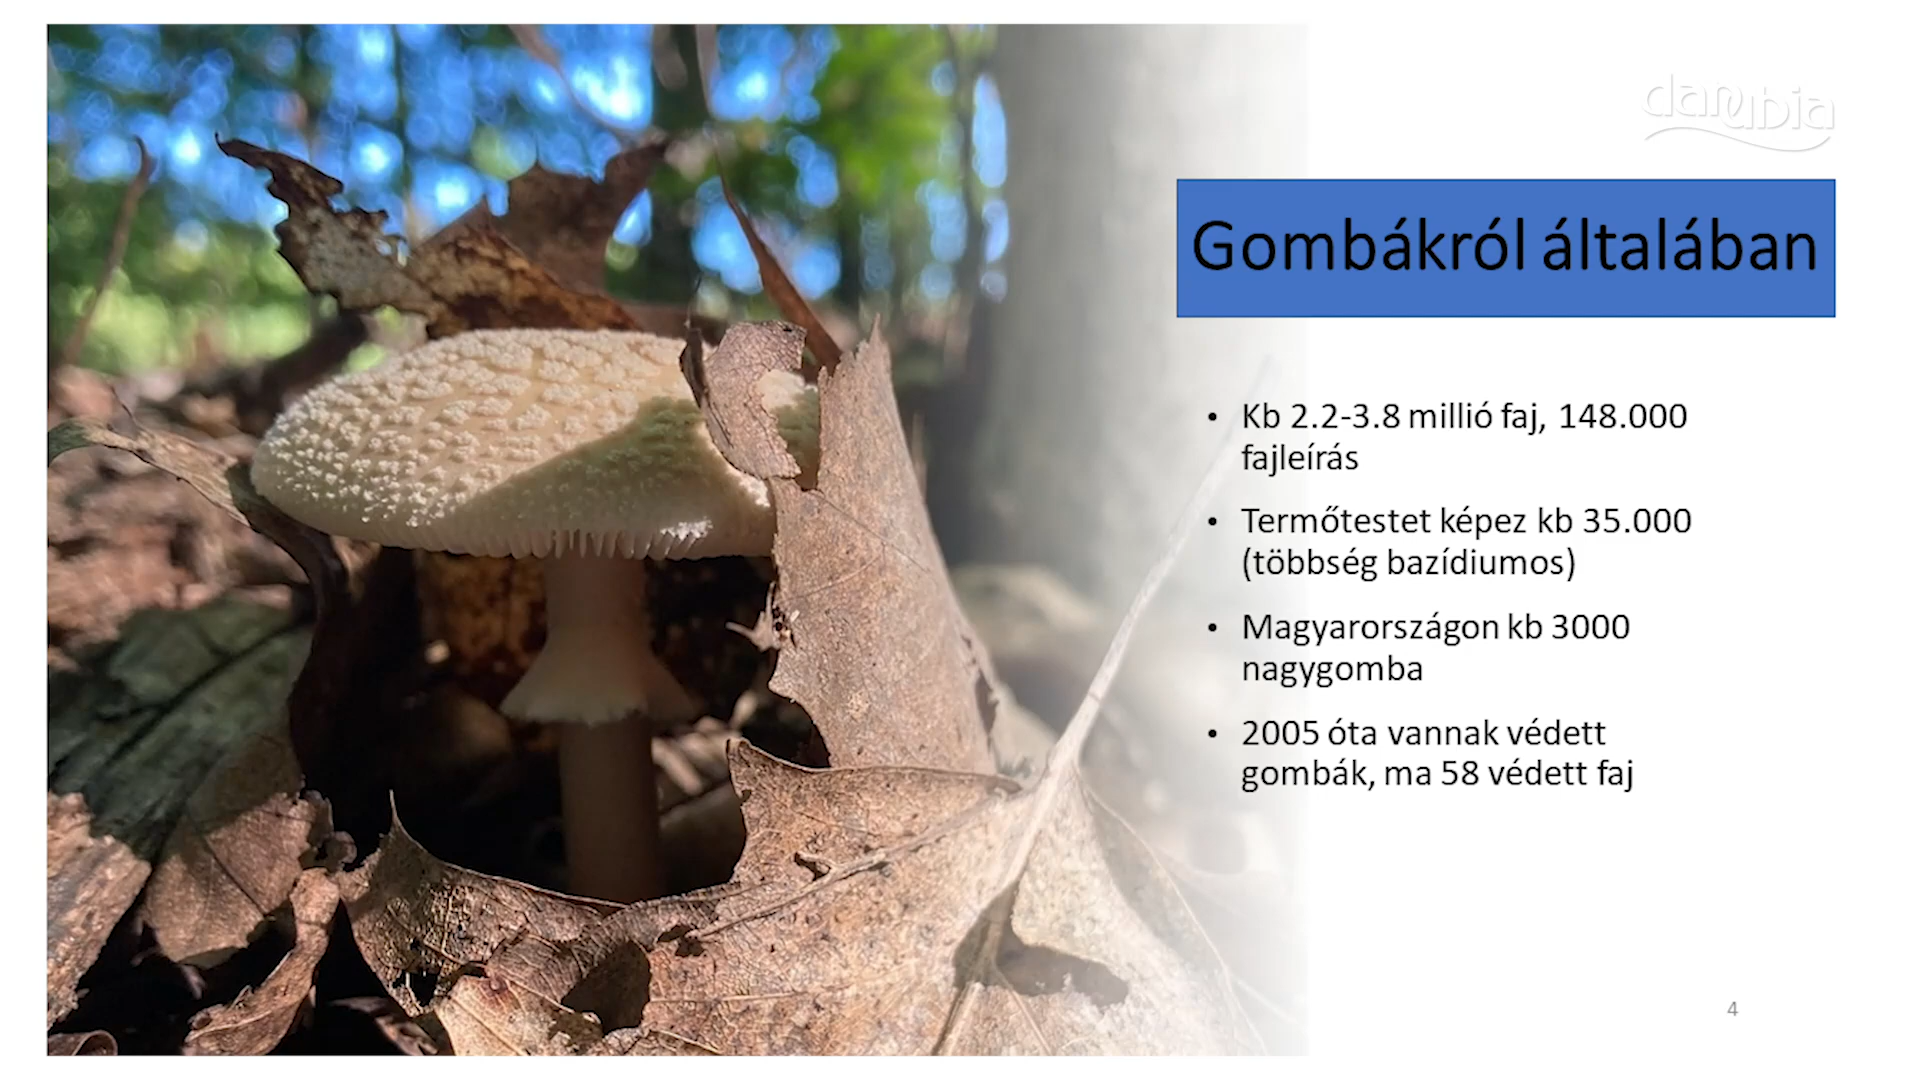 danubia
Gombákról általában
• Kb 2.2-3.8 millió faj, 148.000
fajleírás
• Termőtestet képez kb 35.000
(többség bazídiumos)
• Magyarországon kb 3000
nagygomba
• 2005 óta vannak védett
gombák, ma 58 védett faj
4